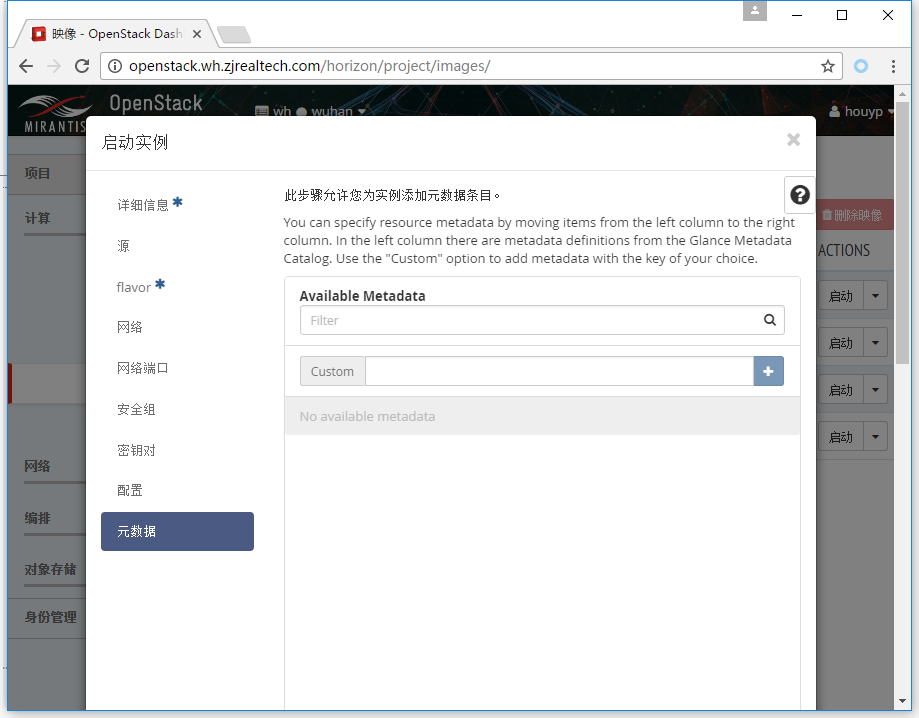 映像 - OpenStack Dash
openstack.wh.zjrealtech.com/horizon/project/images/
MIRANTIS
OpenStack
wh wuhan
houyp
启动实例
项目
计算
网络
编排
对象存储
身份管理
详细信息
源
flavor
网络
网络端口
安全组
密钥对
配置
元数据
此步骤允许您为实例添加元数据条目。
You can specify resource metadata by moving items from the left column to the right
column. In the left column there are metadata definitions from the Glance Metadata
Catalog. Use the "Custom" option to add metadata with the key of your choice.
Available Metadata
Filter
Custom
No available metadata
删除映像
ACTIONS
启动
启动
启动
启动